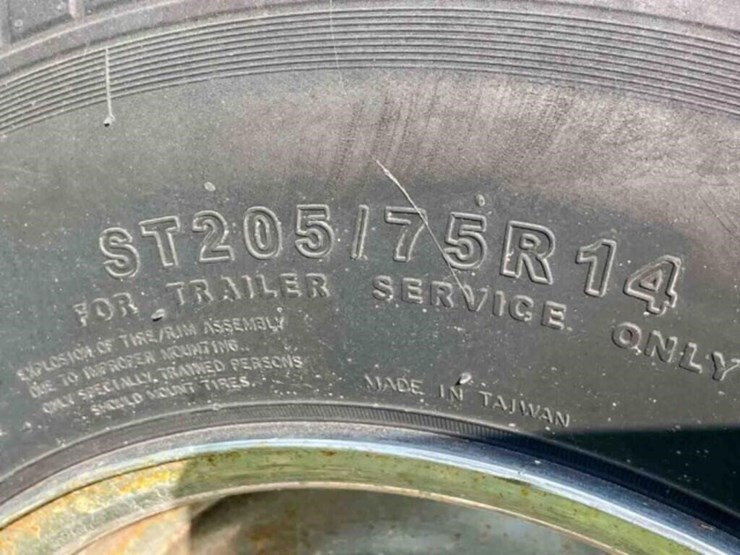 ST205/75R14
FOR TRAILER SERVICE ONLY
EXPLOSION OF TIRE/RIM ASSEMBLY
DUE TO IMPROPER MOUNTING
ONLY SPECIALLY TRAINED PERSONS
SHOULD MOUNT TIRES.
MADE IN TAIWAN